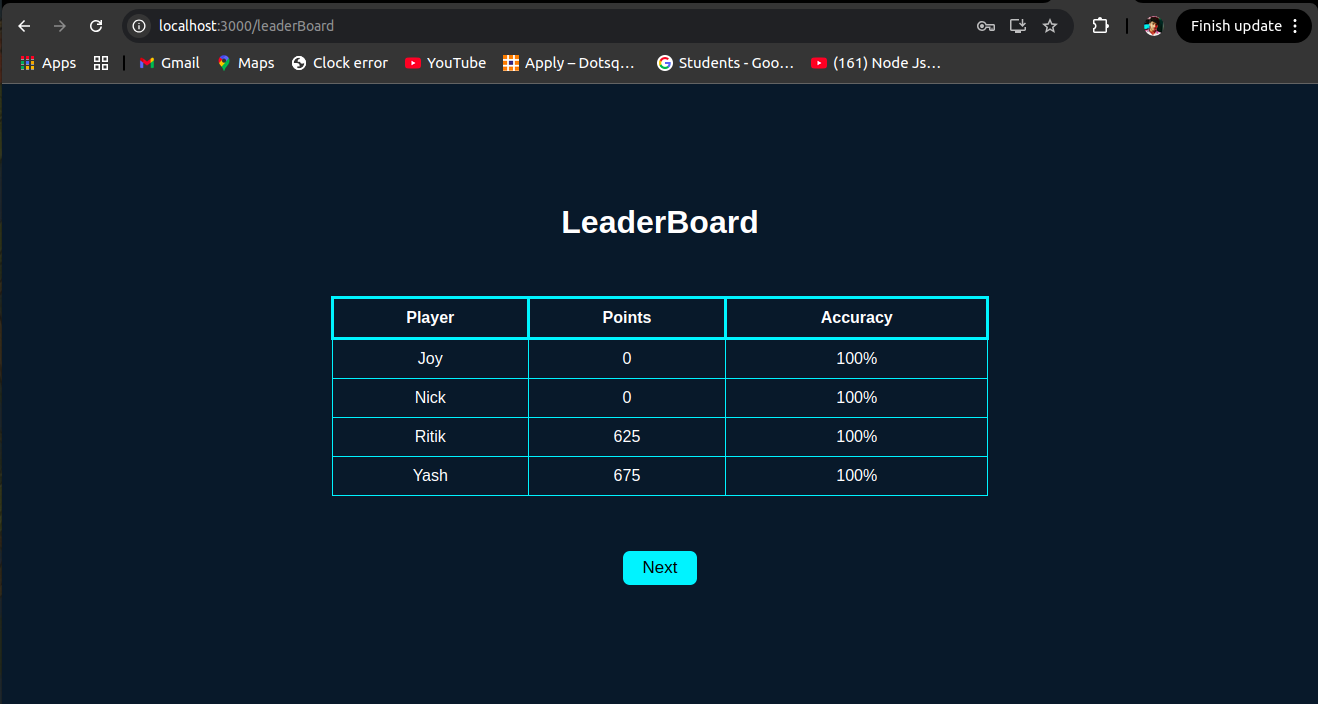 localhost:3000/leaderBoard
Finish update
Apps Gmail Maps Clock error YouTube Apply – Dotsq… Students - Goo… (161) Node Js…
LeaderBoard
Player Points Accuracy
Joy 0 100%
Nick 0 100%
Ritik 625 100%
Yash 675 100%
Next